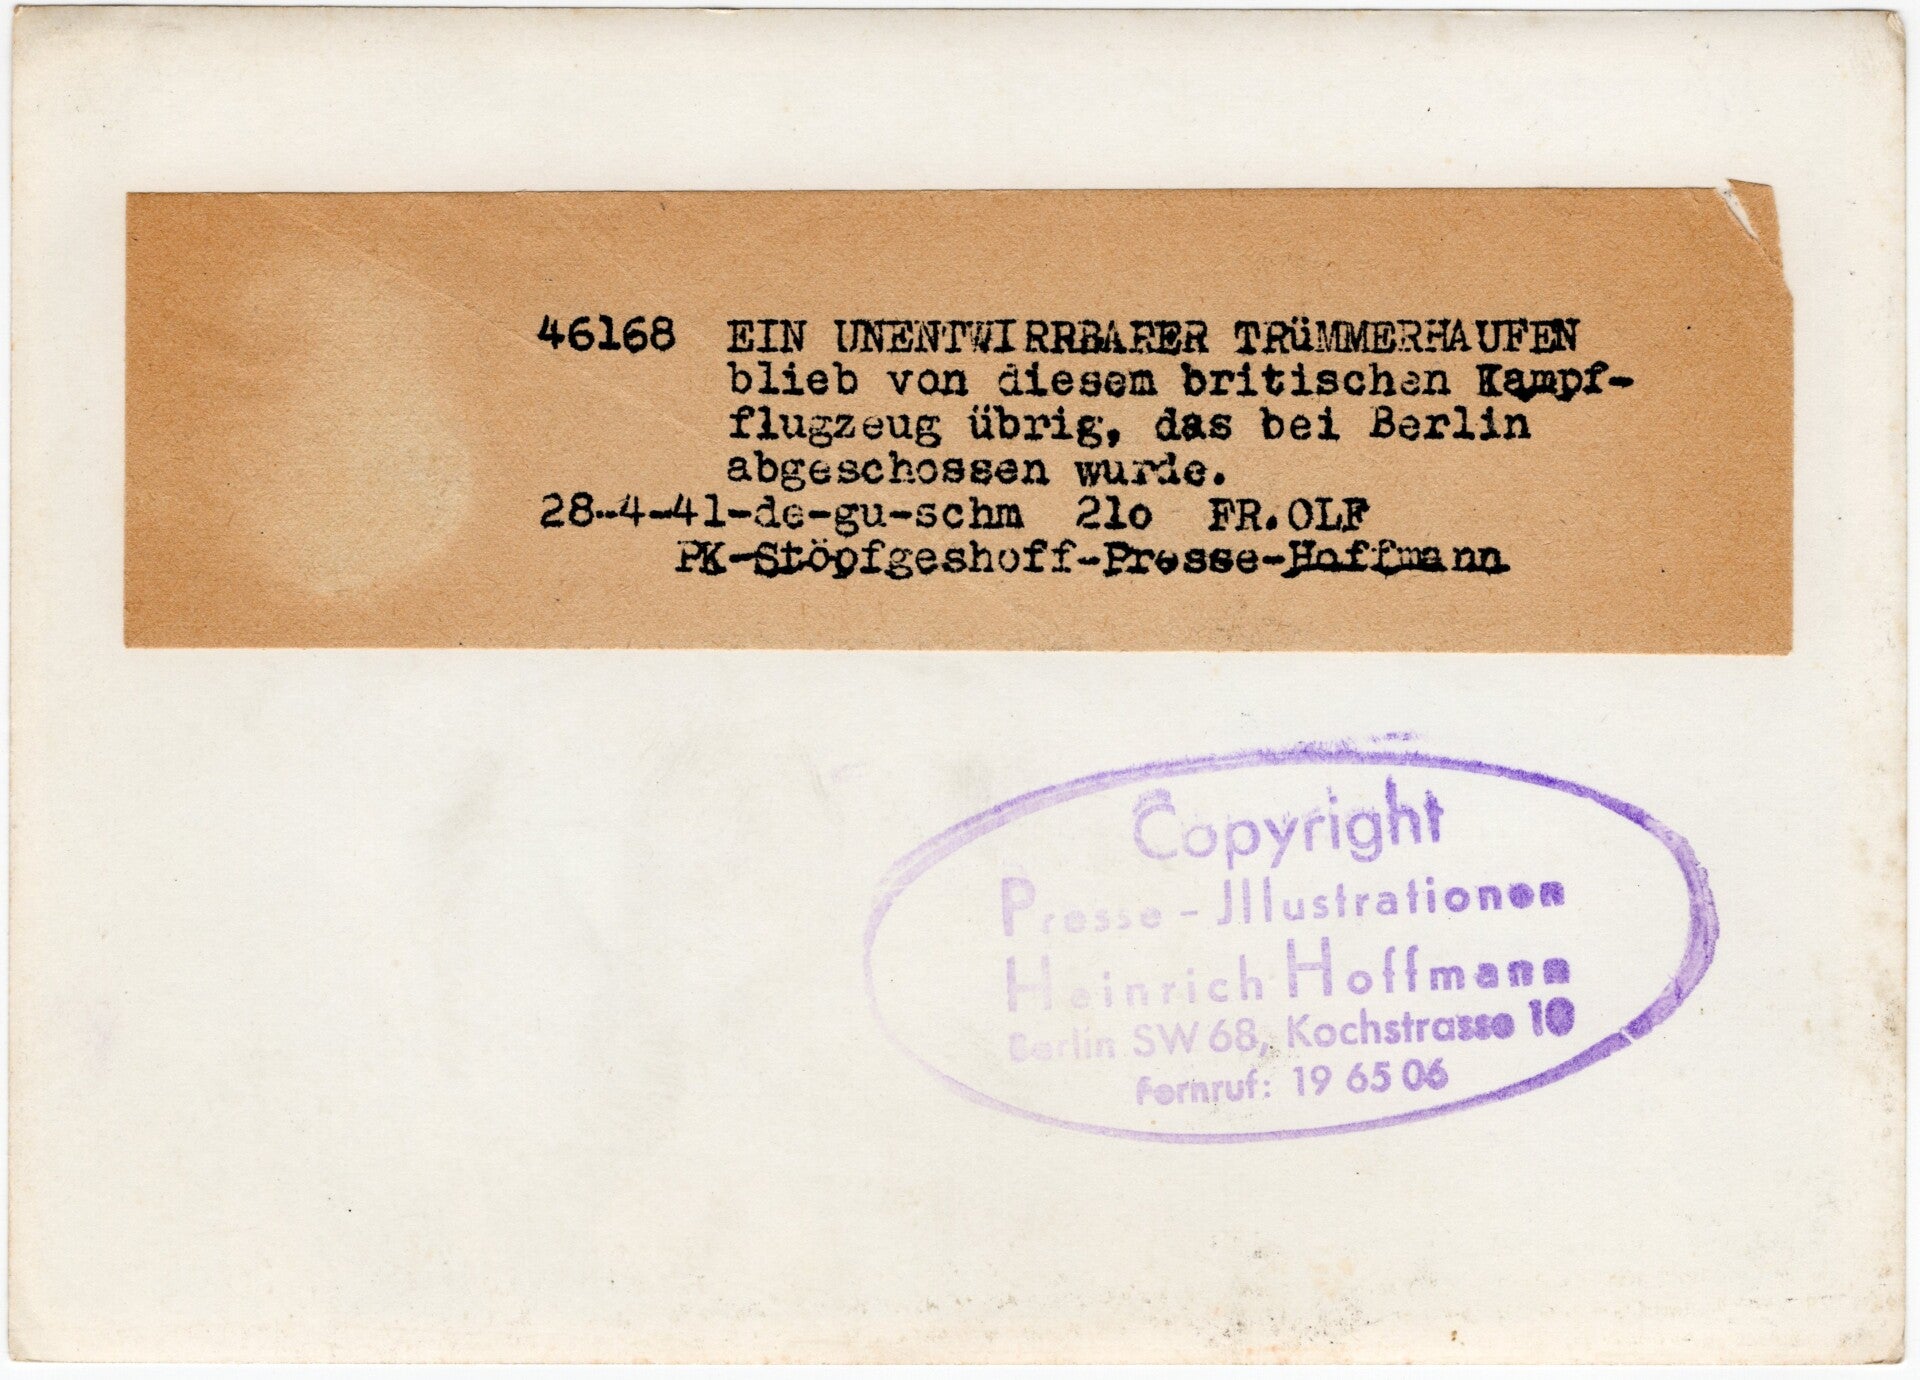 46168 EIN UNENTWIRRBARER TRÜMMERHAUFEN
blieb von diesem britischen Kampf-
flugzeug übrig, das bei Berlin
abgeschossen wurde.
28-4-41-de-gu-schm 21o FR.OLF
PK-Stöpfgeshoff-Presse-Hoffmann
Copyright
Presse-Jllustrationen
Heinrich Hoffmann
Berlin SW 68, Kochstrasse 10
Fernruf: 19 65 06